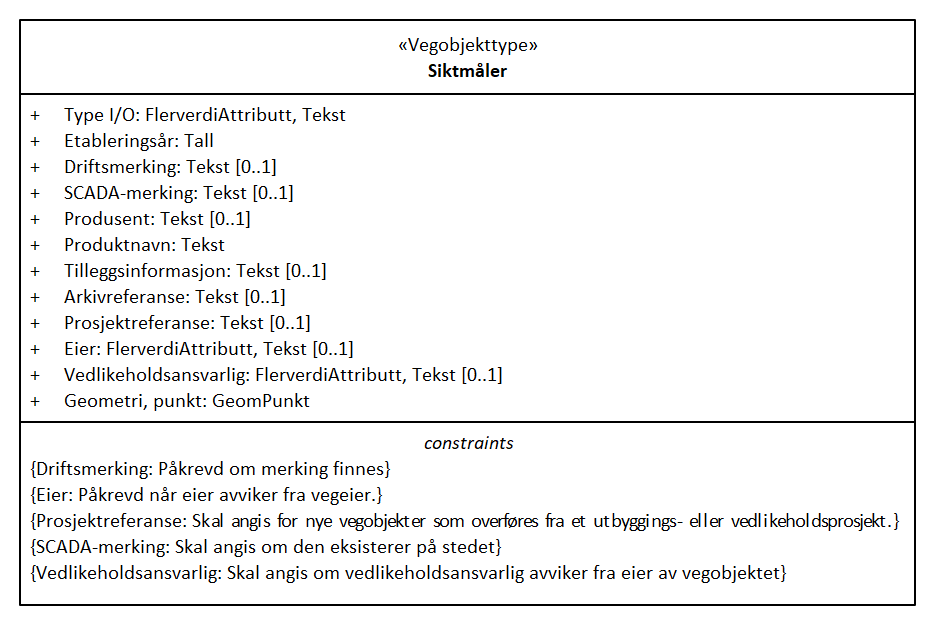 «Vegobjekttype»
Siktmåler
+ Type I/O: FlerverdiAttributt, Tekst
+ Etableringsår: Tall
+ Driftsmerking: Tekst [0..1]
+ SCADA-merking: Tekst [0..1]
+ Produsent: Tekst [0..1]
+ Produktnavn: Tekst
+ Tilleggsinformasjon: Tekst [0..1]
+ Arkivreferanse: Tekst [0..1]
+ Prosjektreferanse: Tekst [0..1]
+ Eier: FlerverdiAttributt, Tekst [0..1]
+ Vedlikeholdsansvarlig: FlerverdiAttributt, Tekst [0..1]
+ Geometri, punkt: GeomPunkt
constraints
{Driftsmerking: Påkrevd om merking finnes}
{Eier: Påkrevd når eier avviker fra vegeier.}
{Prosjektreferanse: Skal angis for nye vegobjekter som overføres fra et utbyggings- eller vedlikeholdsprosjekt.}
{SCADA-merking: Skal angis om den eksisterer på stedet}
{Vedlikeholdsansvarlig: Skal angis om vedlikeholdsansvarlig avviker fra eier av vegobjektet}